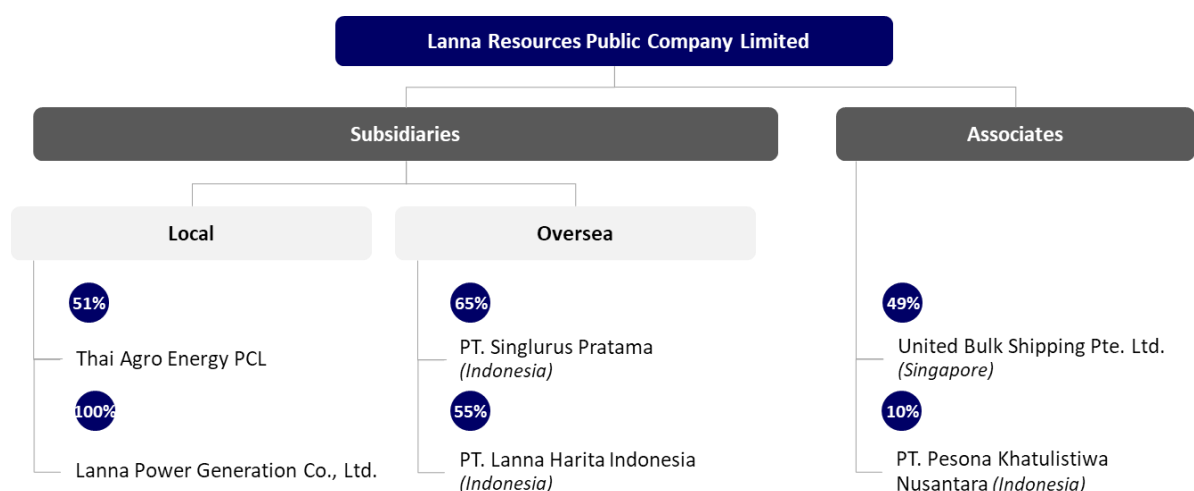 Lanna Resources Public Company Limited
Subsidiaries
Associates
Local
Oversea
51%
Thai Agro Energy PCL
100%
Lanna Power Generation Co., Ltd.
65%
PT. Singlurus Pratama
(Indonesia)
55%
PT. Lanna Harita Indonesia
(Indonesia)
49%
United Bulk Shipping Pte. Ltd.
(Singapore)
10%
PT. Pesona Khatulistiwa
Nusantara (Indonesia)